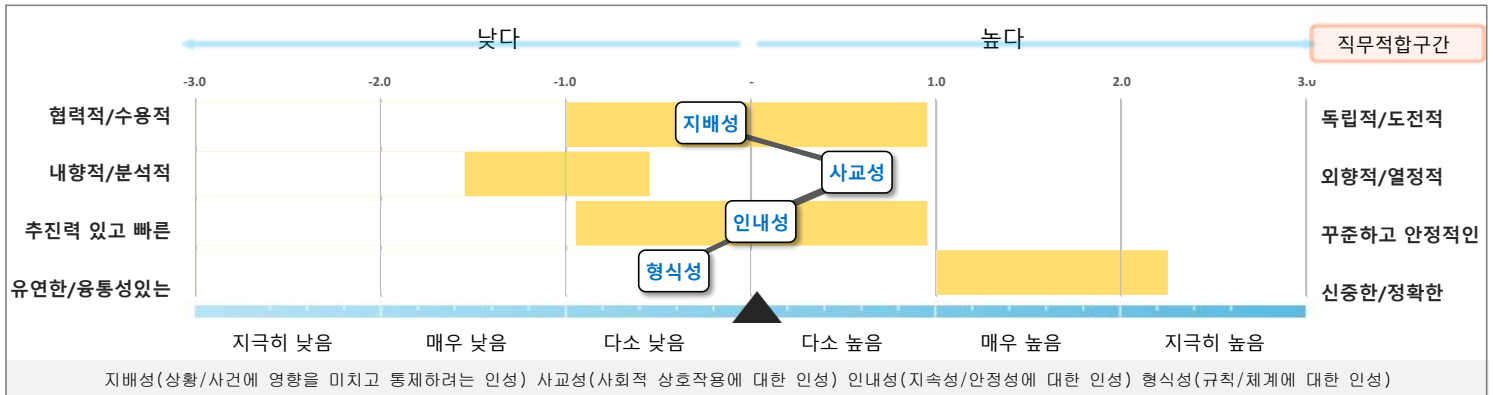 낮다 높다 직무적합구간
-3.0 -2.0 -1.0 - 1.0 2.0 3.0
협력적/수용적 지배성 독립적/도전적
내향적/분석적 사교성 외향적/열정적
추진력 있고 빠른 인내성 꾸준하고 안정적인
유연한/융통성있는 형식성 신중한/정확한
지극히 낮음 매우 낮음 다소 낮음 다소 높음 매우 높음 지극히 높음
지배성(상황/사건에 영향을 미치고 통제하려는 인성) 사교성(사회적 상호작용에 대한 인성) 인내성(지속성/안정성에 대한 인성) 형식성(규칙/체계에 대한 인성)